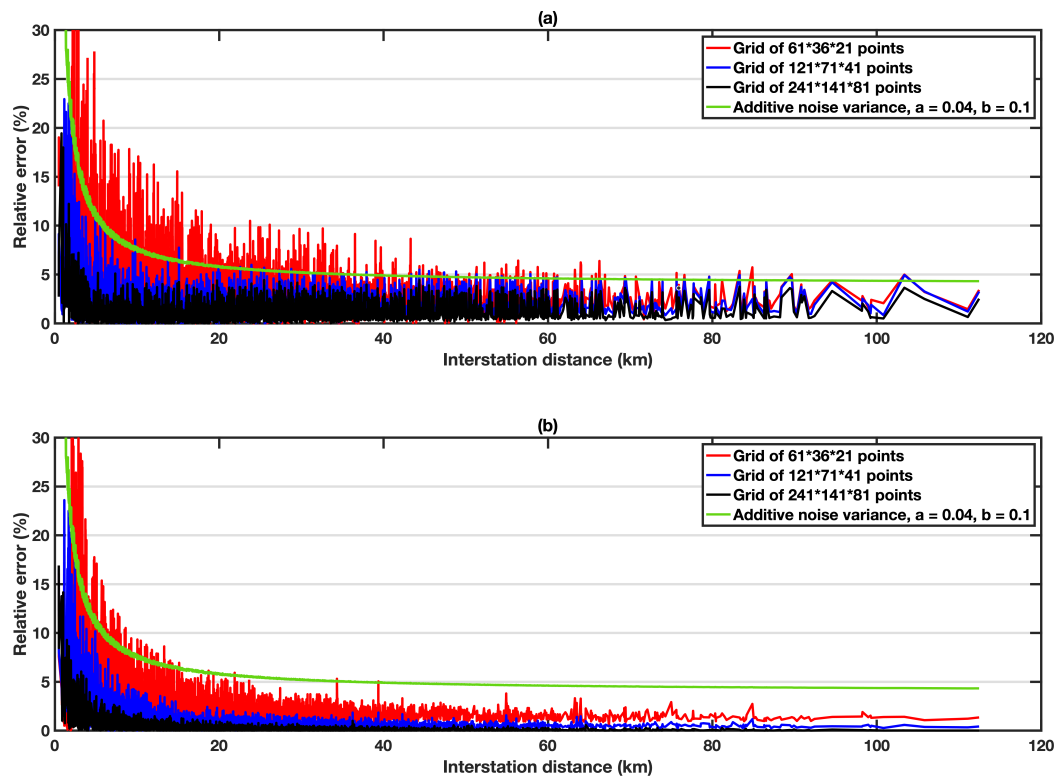 (a)
30
25
20
15
10
5
0
Relative error (%)
Grid of 61*36*21 points
Grid of 121*71*41 points
Grid of 241*141*81 points
Additive noise variance, a = 0.04, b = 0.1
0 20 40 60 80 100 120
Interstation distance (km)
(b)
30
25
20
15
10
5
0
Relative error (%)
Grid of 61*36*21 points
Grid of 121*71*41 points
Grid of 241*141*81 points
Additive noise variance, a = 0.04, b = 0.1
0 20 40 60 80 100 120
Interstation distance (km)